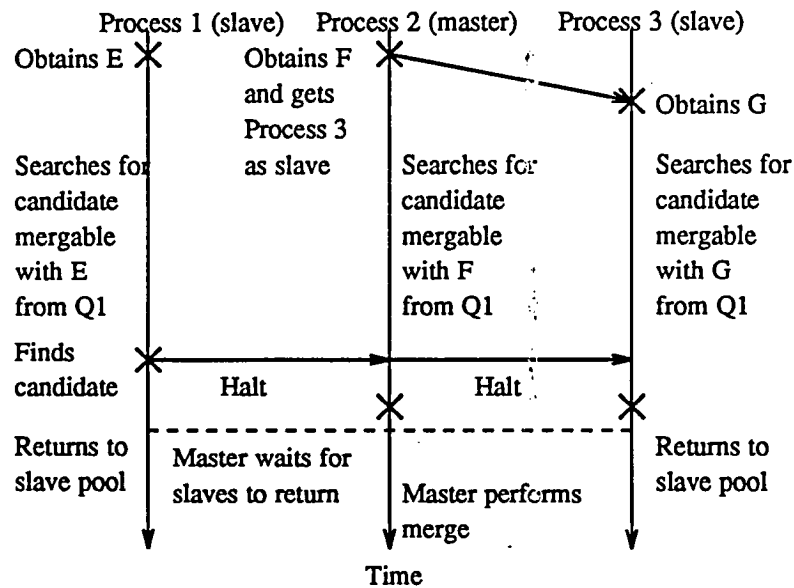 Process 1 (slave)
Process 2 (master)
Process 3 (slave)
Obtains E
Obtains F
and gets
Process 3
as slave
Obtains G
Searches for
candidate
mergable
with E
from Q1
Searches for
candidate
mergable
with F
from Q1
Searches for
candidate
mergable
with G
from Q1
Finds
candidate
Halt
Halt
Returns to
slave pool
Master waits for
slaves to return
Master performs
merge
Returns to
slave pool
Time